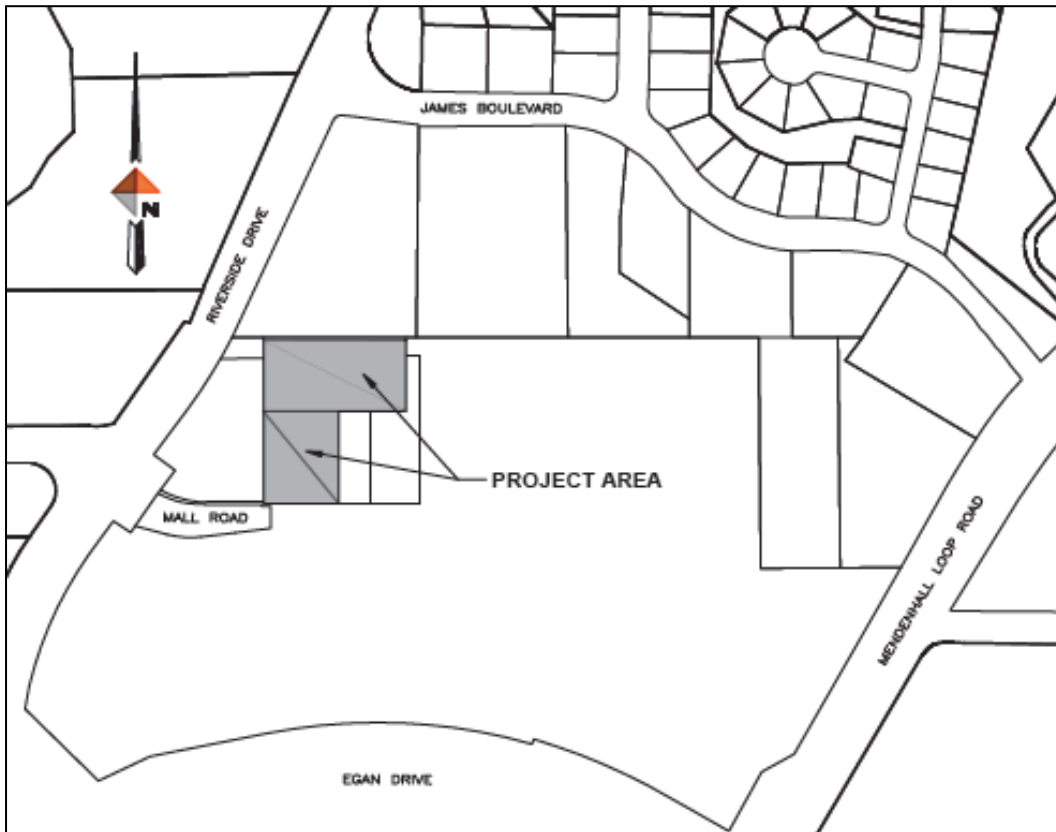 JAMES BOULEVARD
N
RIVERSIDE DRIVE
PROJECT AREA
MALL ROAD
MENDENHALL LOOP ROAD
EGAN DRIVE